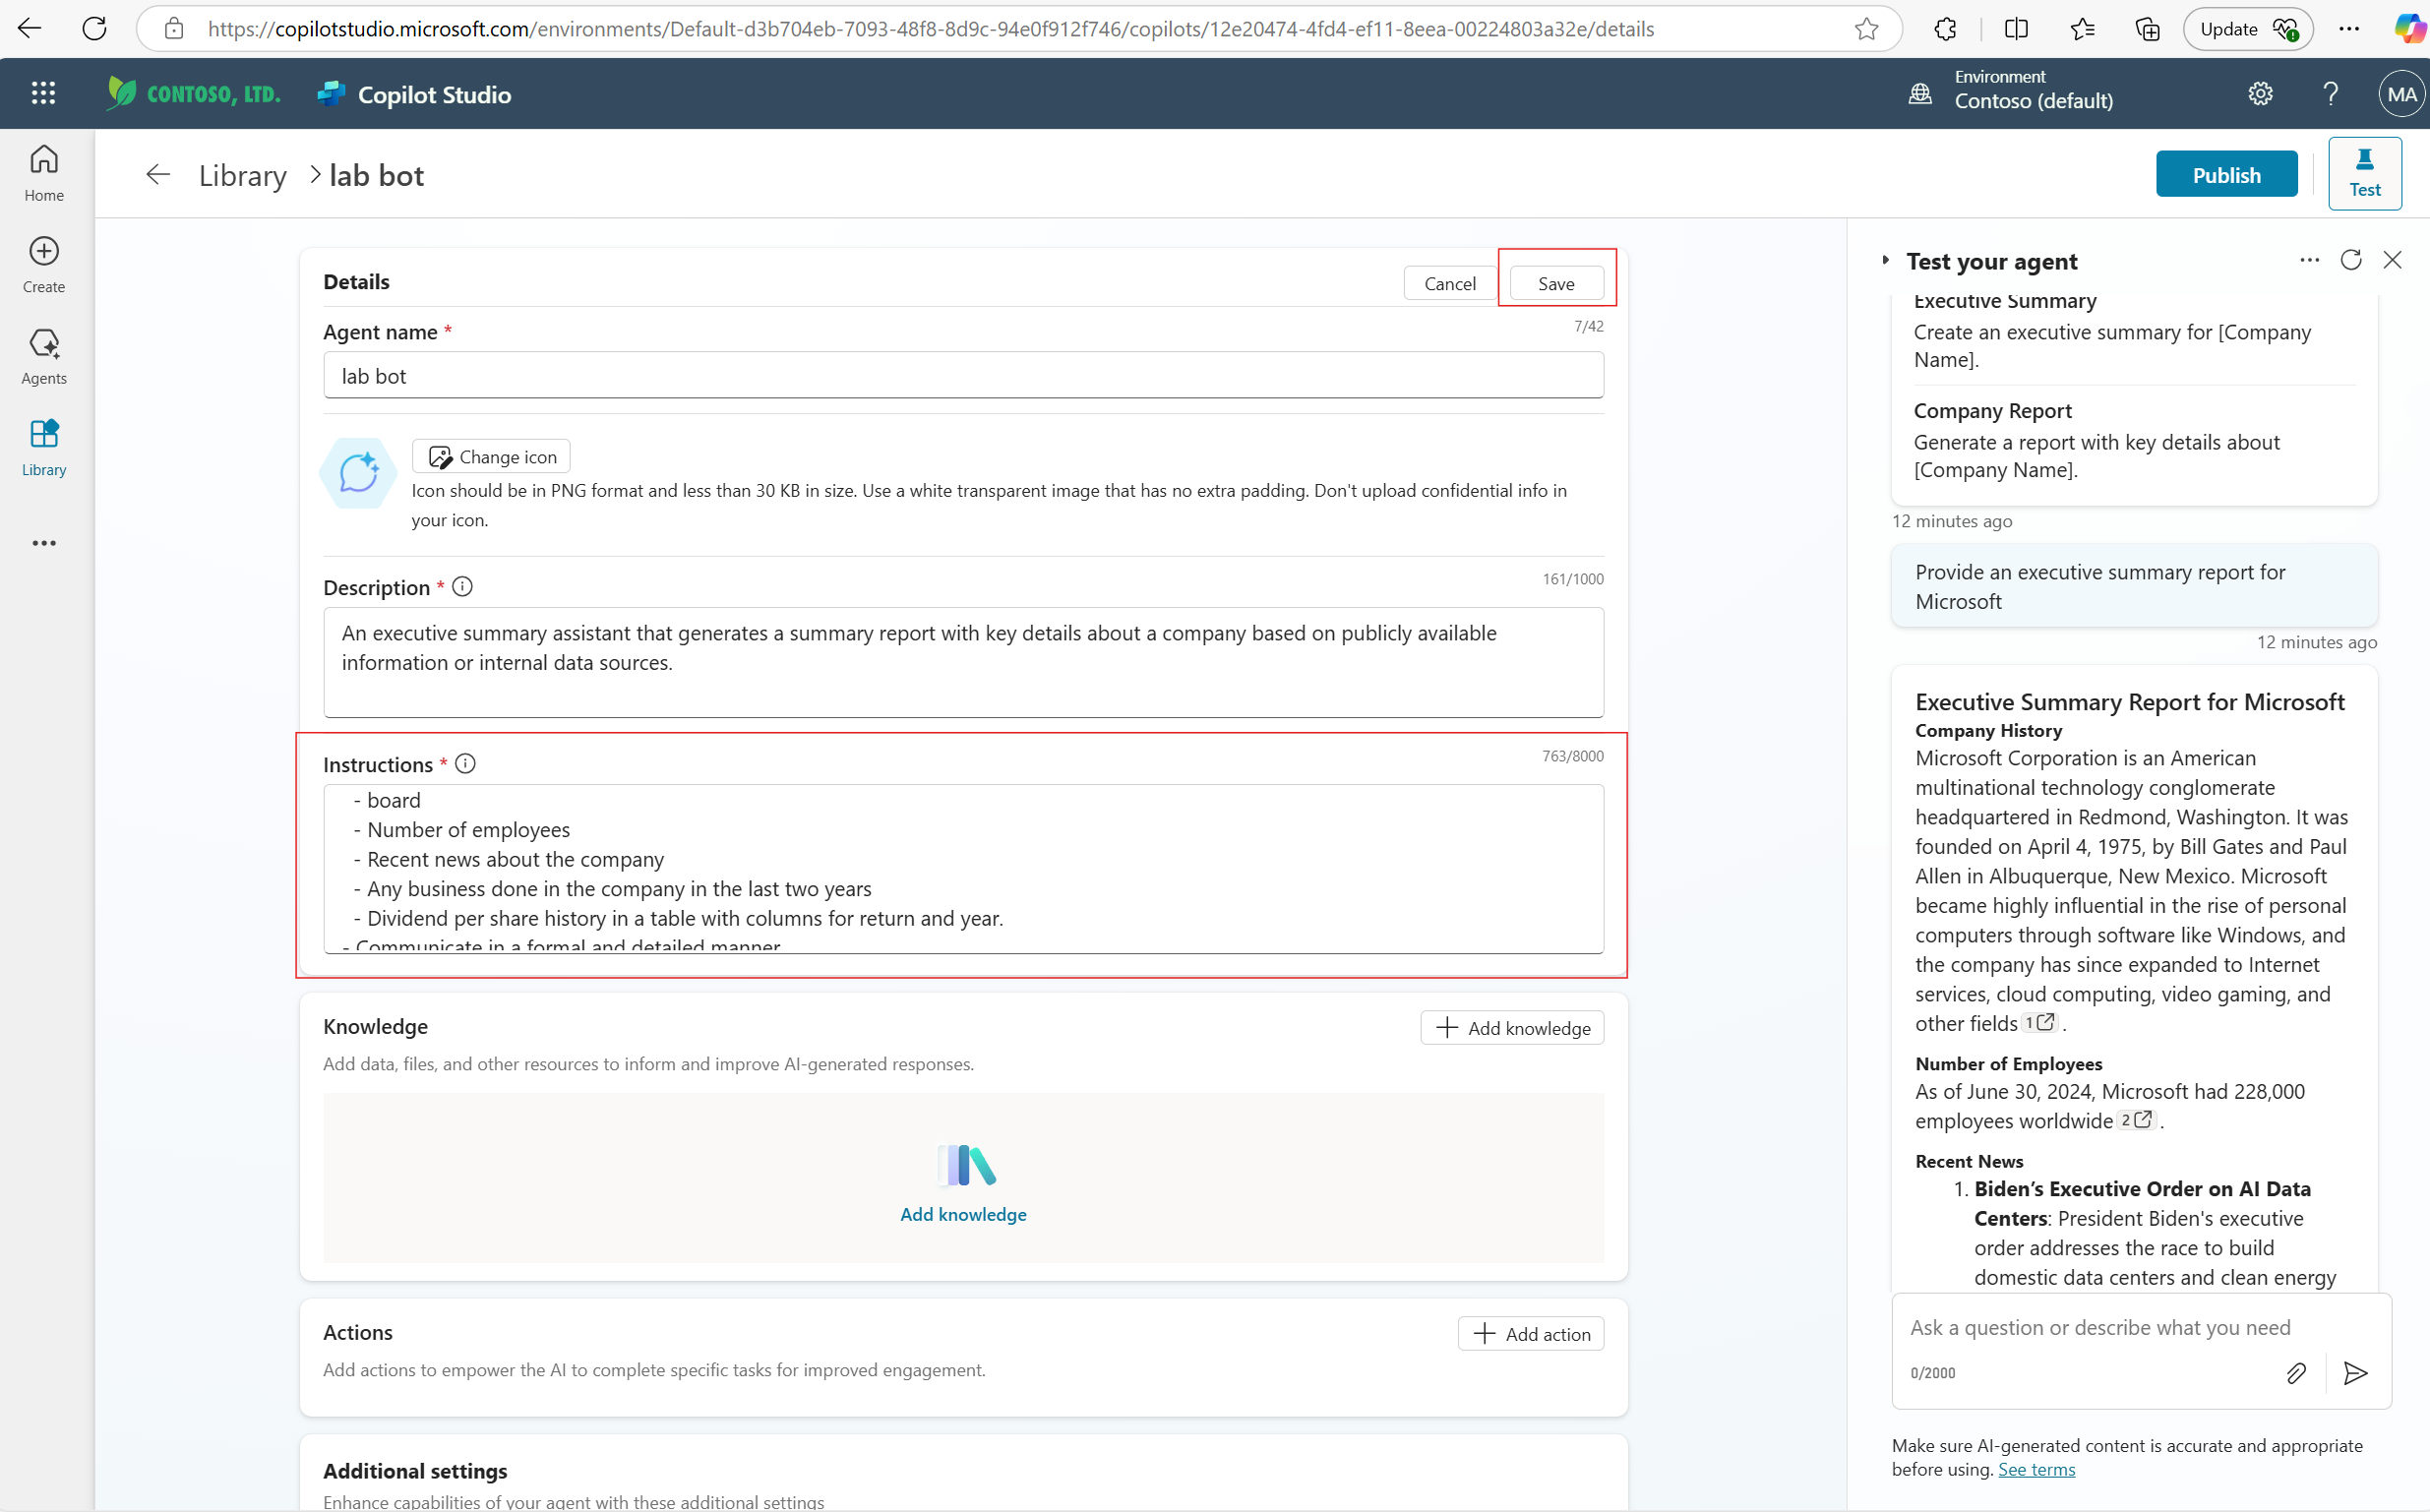 https://copilotstudio.microsoft.com/environments/Default-d3b704eb-7093-48f8-8d9c-94e0f912f746/copilots/12e20474-4fd4-ef11-8eea-00224803a32e/details
Update
CONTOSO, LTD.
Copilot Studio
Environment
Contoso (default)
MA
Home
Create
Agents
Library
Library > lab bot
Publish
Test
Details
Cancel
Save
Agent name *
7/42
lab bot
Change icon
Icon should be in PNG format and less than 30 KB in size. Use a white transparent image that has no extra padding. Don't upload confidential info in
your icon.
Description *
161/1000
An executive summary assistant that generates a summary report with key details about a company based on publicly available
information or internal data sources.
Instructions *
763/8000
- board
- Number of employees
- Recent news about the company
- Any business done in the company in the last two years
- Dividend per share history in a table with columns for return and year.
- Communicate in a formal and detailed manner
Knowledge
Add knowledge
Add data, files, and other resources to inform and improve AI-generated responses.
Add knowledge
Actions
Add action
Add actions to empower the AI to complete specific tasks for improved engagement.
Additional settings
Enhance capabilities of your agent with these additional settings
Test your agent
Executive Summary
Create an executive summary for [Company
Name].
Company Report
Generate a report with key details about
[Company Name].
12 minutes ago
Provide an executive summary report for
Microsoft
12 minutes ago
Executive Summary Report for Microsoft
Company History
Microsoft Corporation is an American
multinational technology conglomerate
headquartered in Redmond, Washington. It was
founded on April 4, 1975, by Bill Gates and Paul
Allen in Albuquerque, New Mexico. Microsoft
became highly influential in the rise of personal
computers through software like Windows, and
the company has since expanded to Internet
services, cloud computing, video gaming, and
other fields 1 .
Number of Employees
As of June 30, 2024, Microsoft had 228,000
employees worldwide 2 .
Recent News
1. Biden’s Executive Order on AI Data
Centers: President Biden's executive
order addresses the race to build
domestic data centers and clean energy
Ask a question or describe what you need
0/2000
Make sure AI-generated content is accurate and appropriate
before using. See terms